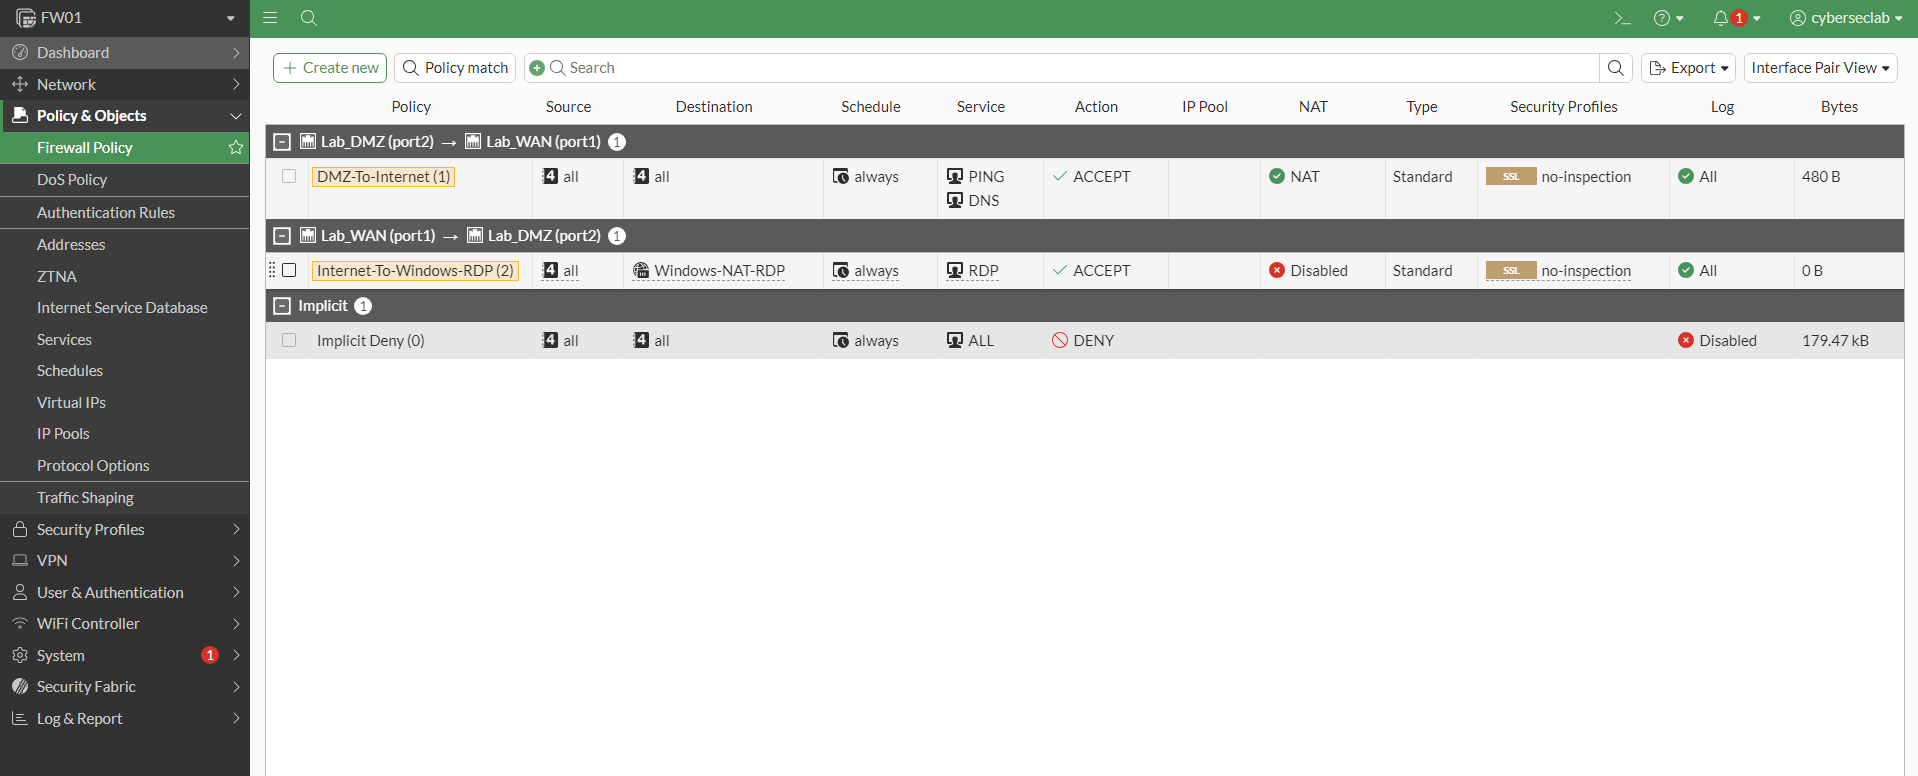 FW01
1
cyberseclab
Dashboard
Network
Policy & Objects
Firewall Policy
DoS Policy
Authentication Rules
Addresses
ZTNA
Internet Service Database
Services
Schedules
Virtual IPs
IP Pools
Protocol Options
Traffic Shaping
Security Profiles
VPN
User & Authentication
WiFi Controller
System 1
Security Fabric
Log & Report
Create new Policy match Search Export Interface Pair View
Policy Source Destination Schedule Service Action IP Pool NAT Type Security Profiles Log Bytes
Lab_DMZ (port2) → Lab_WAN (port1) 1
DMZ-To-Internet (1) 4 all 4 all always PING ACCEPT NAT Standard SSL no-inspection All 480 B
DNS
Lab_WAN (port1) → Lab_DMZ (port2) 1
Internet-To-Windows-RDP (2) 4 all Windows-NAT-RDP always RDP ACCEPT Disabled Standard SSL no-inspection All 0 B
Implicit 1
Implicit Deny (0) 4 all 4 all always ALL DENY Disabled 179.47 kB